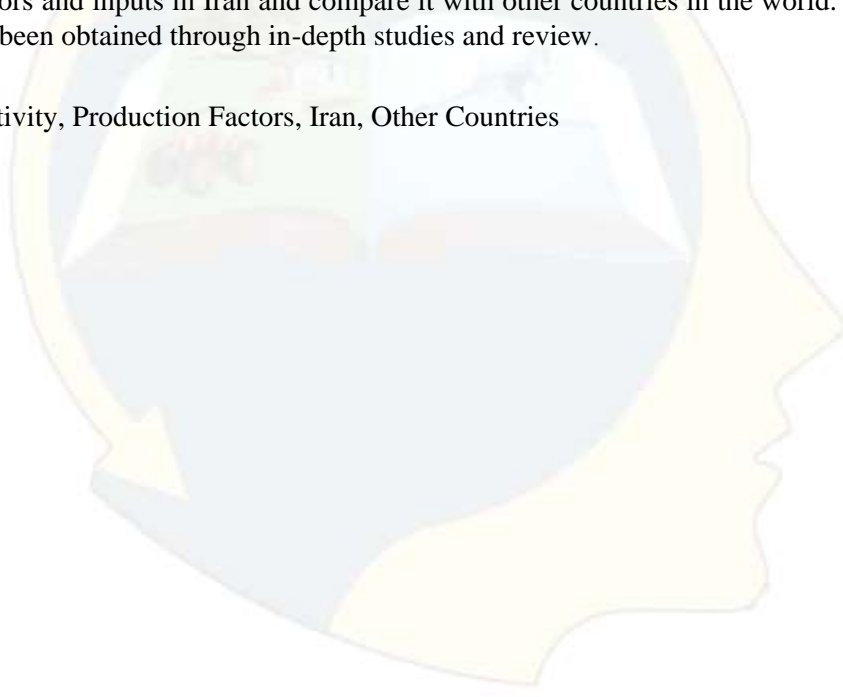 ors and inputs in Iran and compare it with other countries in the world.
been obtained through in-depth studies and review.
tivity, Production Factors, Iran, Other Countries